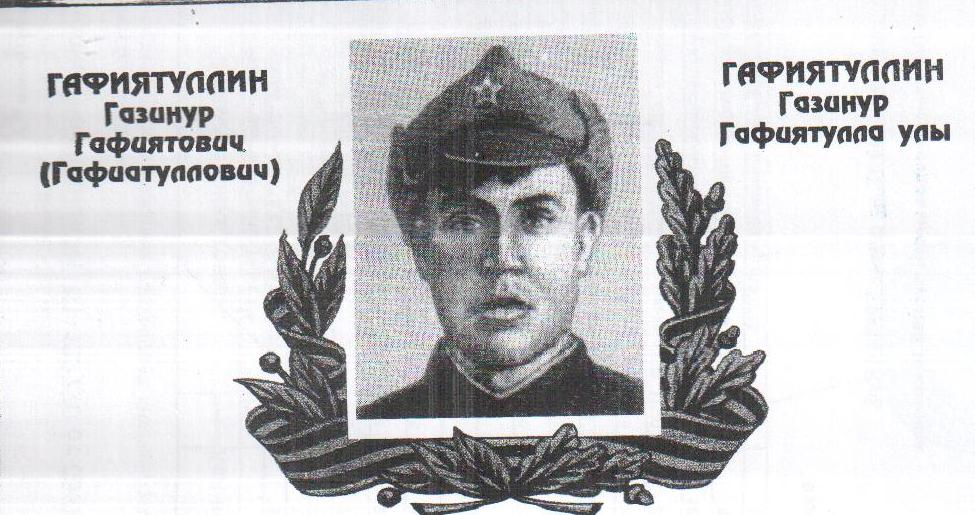 ГАФИЯТУЛЛИН
Газинур
Гафиятович
(Гафиатуллович)
ГАФИЯТУЛЛИН
Газинур
Гафиятулла улы